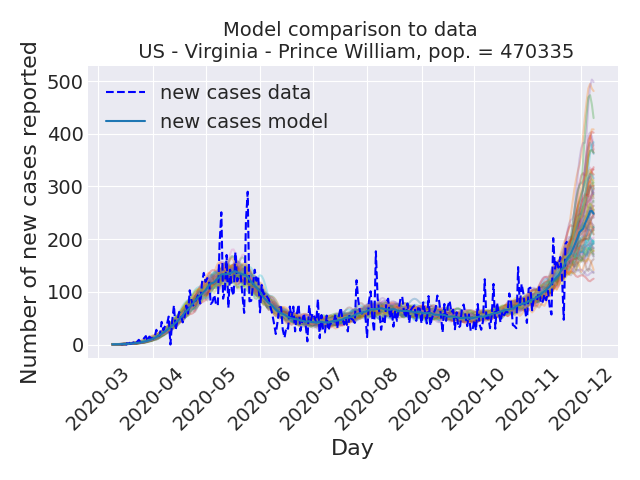 Model comparison to data
US - Virginia - Prince William, pop. = 470335
Number of new cases reported
500
400
300
200
100
0
new cases data
new cases model
2020-03
2020-04
2020-05
2020-06
2020-07
2020-08
2020-09
2020-10
2020-11
2020-12
Day